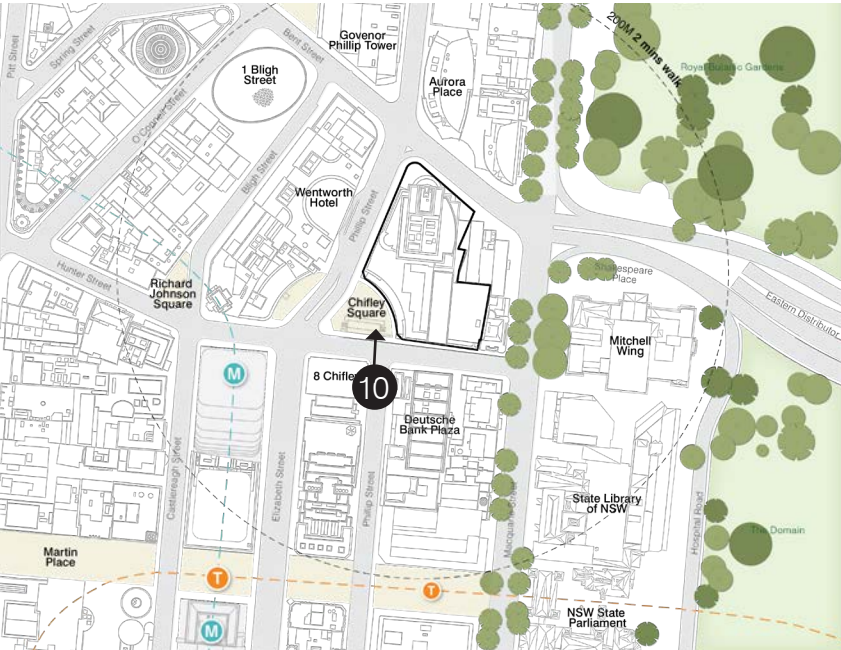 Pitt Street
Spring Street
Bent Street
Govenor
Phillip Tower
200M 2 mins walk
Royal Botanic Gardens
1 Bligh
Street
Aurora
Place
O'Connell Street
Bligh Street
Wentworth
Hotel
Philip Street
Hunter Street
Richard
Johnson
Square
Chifley
Square
Shakespeare
Place
Eastern Distributor
Mitchell
Wing
M
8 Chifley
10
Deutsche
Bank Plaza
Castlereagh Street
Elizabeth Street
Philip Street
Macquarie Street
State Library
of NSW
Hospital Road
The Domain
Martin
Place
T
T
M
NSW State
Parliament